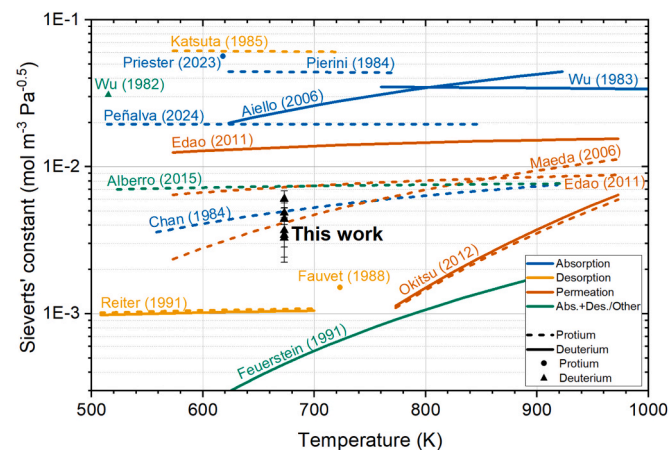 1E-1
Katsuta (1985)
Priester (2023)
Pierini (1984)
Wu (1982)
Aiello (2006)
Wu (1983)
Peñalva (2024)
Edao (2011)
1E-2
Maeda (2006)
Alberro (2015)
Edao (2011)
Chan (1984)
This work
Fauvet (1988)
Okitsu (2012)
Reiter (1991)
1E-3
Feuerstein (1991)
Absorption
Desorption
Permeation
Abs.+Des./Other
Protium
Deuterium
Protium
Deuterium
500
600
700
800
900
1000
Temperature (K)
Sieverts' constant (mol m⁻³ Pa⁻⁰·⁵)